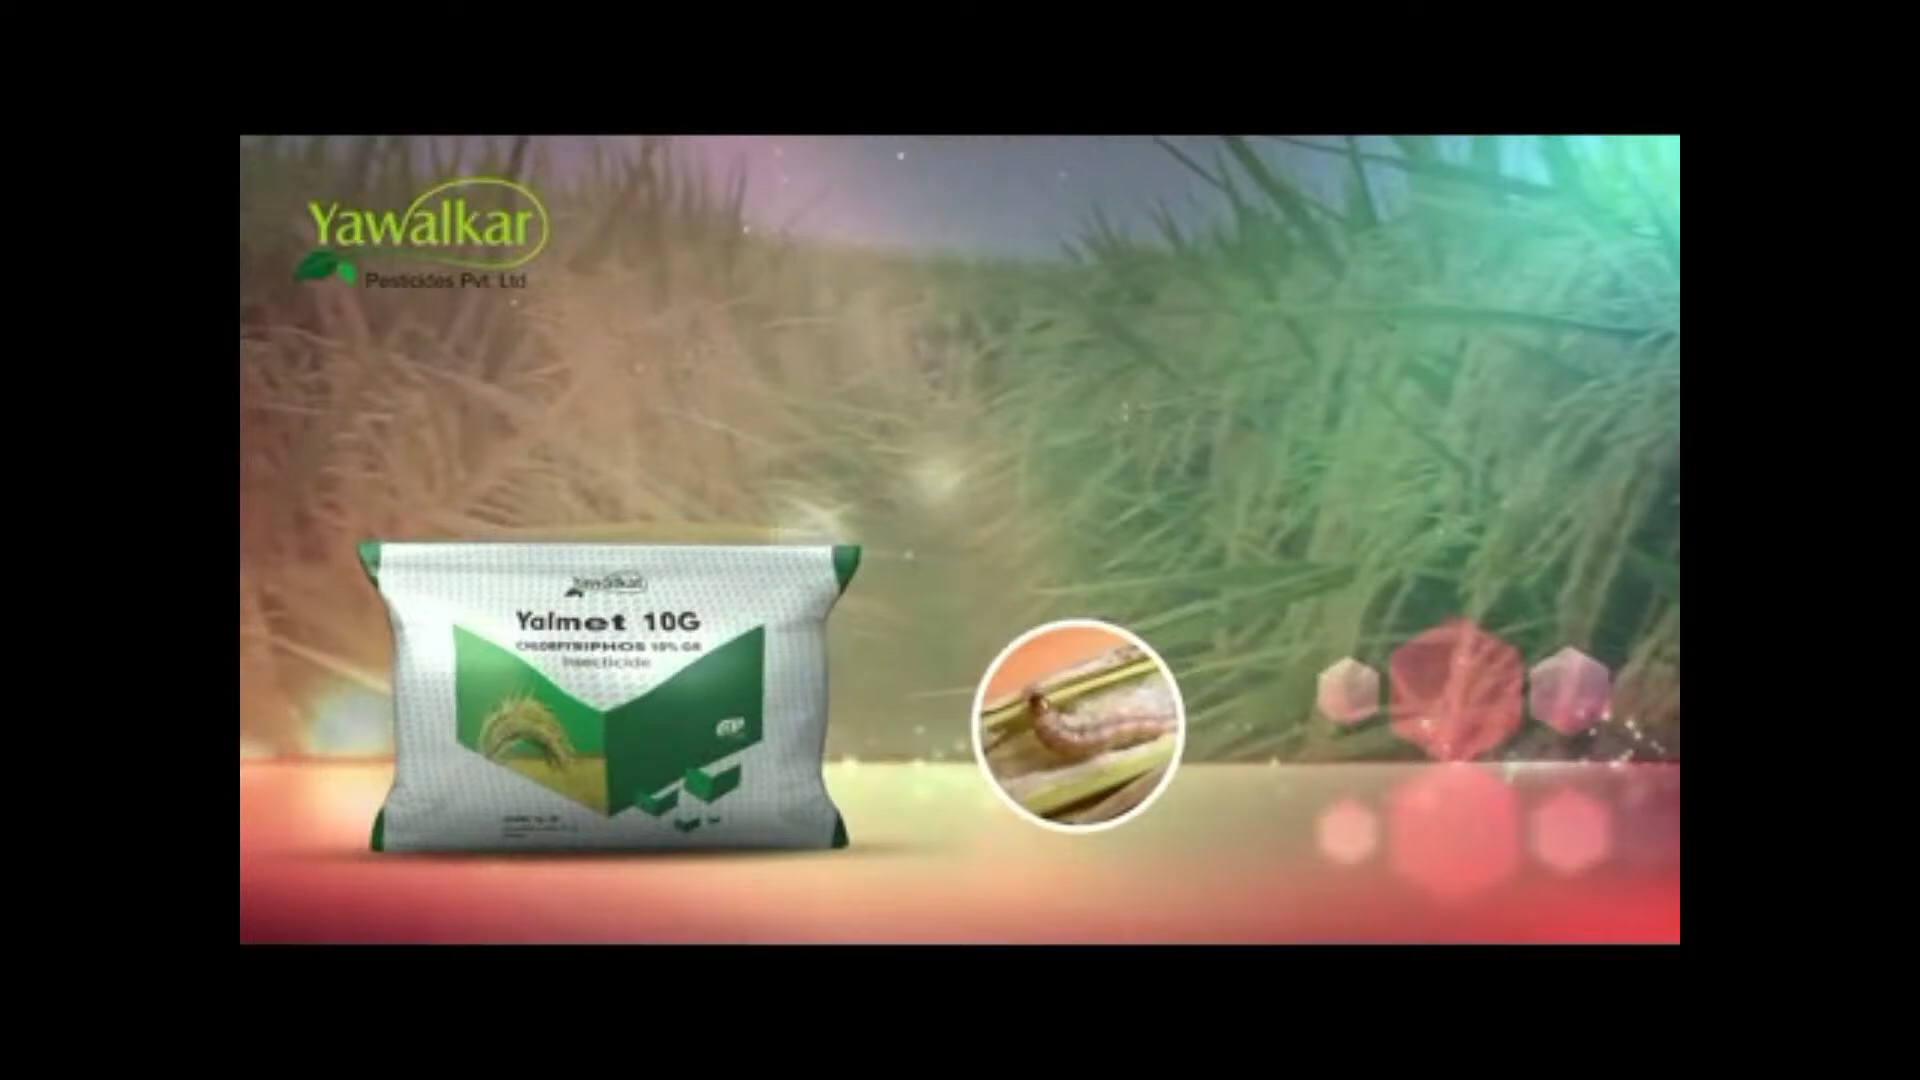 Yawalkar
Pesticides Pvt. Ltd
Yawalkar
Yalmet 10G
CHLORPYRIPHOS 10% GR
Insecticide